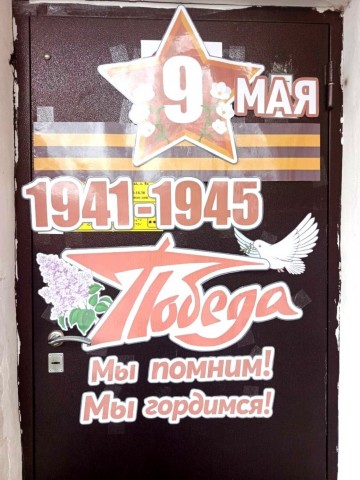 9 МАЯ
1941-1945
Победа
Мы помним!
Мы гордимся!